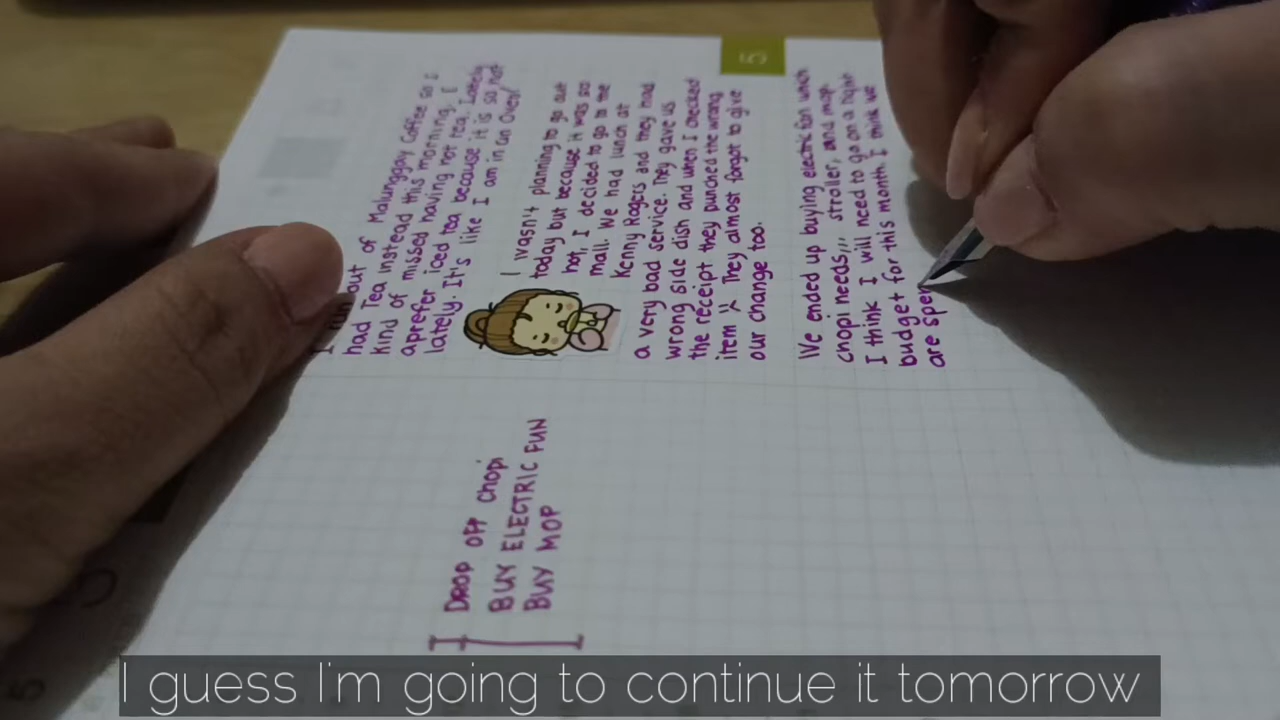 5
I run out of Malunggay Coffee so I
had Tea instead this morning. I
kind of missed having hot tea. Lately
aprefer iced tea because it is so hot
lately. It's like I am in an Oven!
I wasn't planning to go out
today but because it was so
hot, I decided to go to the
mall. We had lunch at
Kenny Rogers and they had
a very bad service. They gave us
wrong side dish and when I checked
the receipt they punched the wrong
item >< They almost forgot to give
our change too.
We ended up buying electric fan which
chopi needs,,, stroller, and mop.
I think I will need to go on a tight
budget for this month. I think we
are spen
DROP OFF Chopi
BUY ELECTRIC FUN
BUY MOP
I guess I'm going to continue it tomorrow